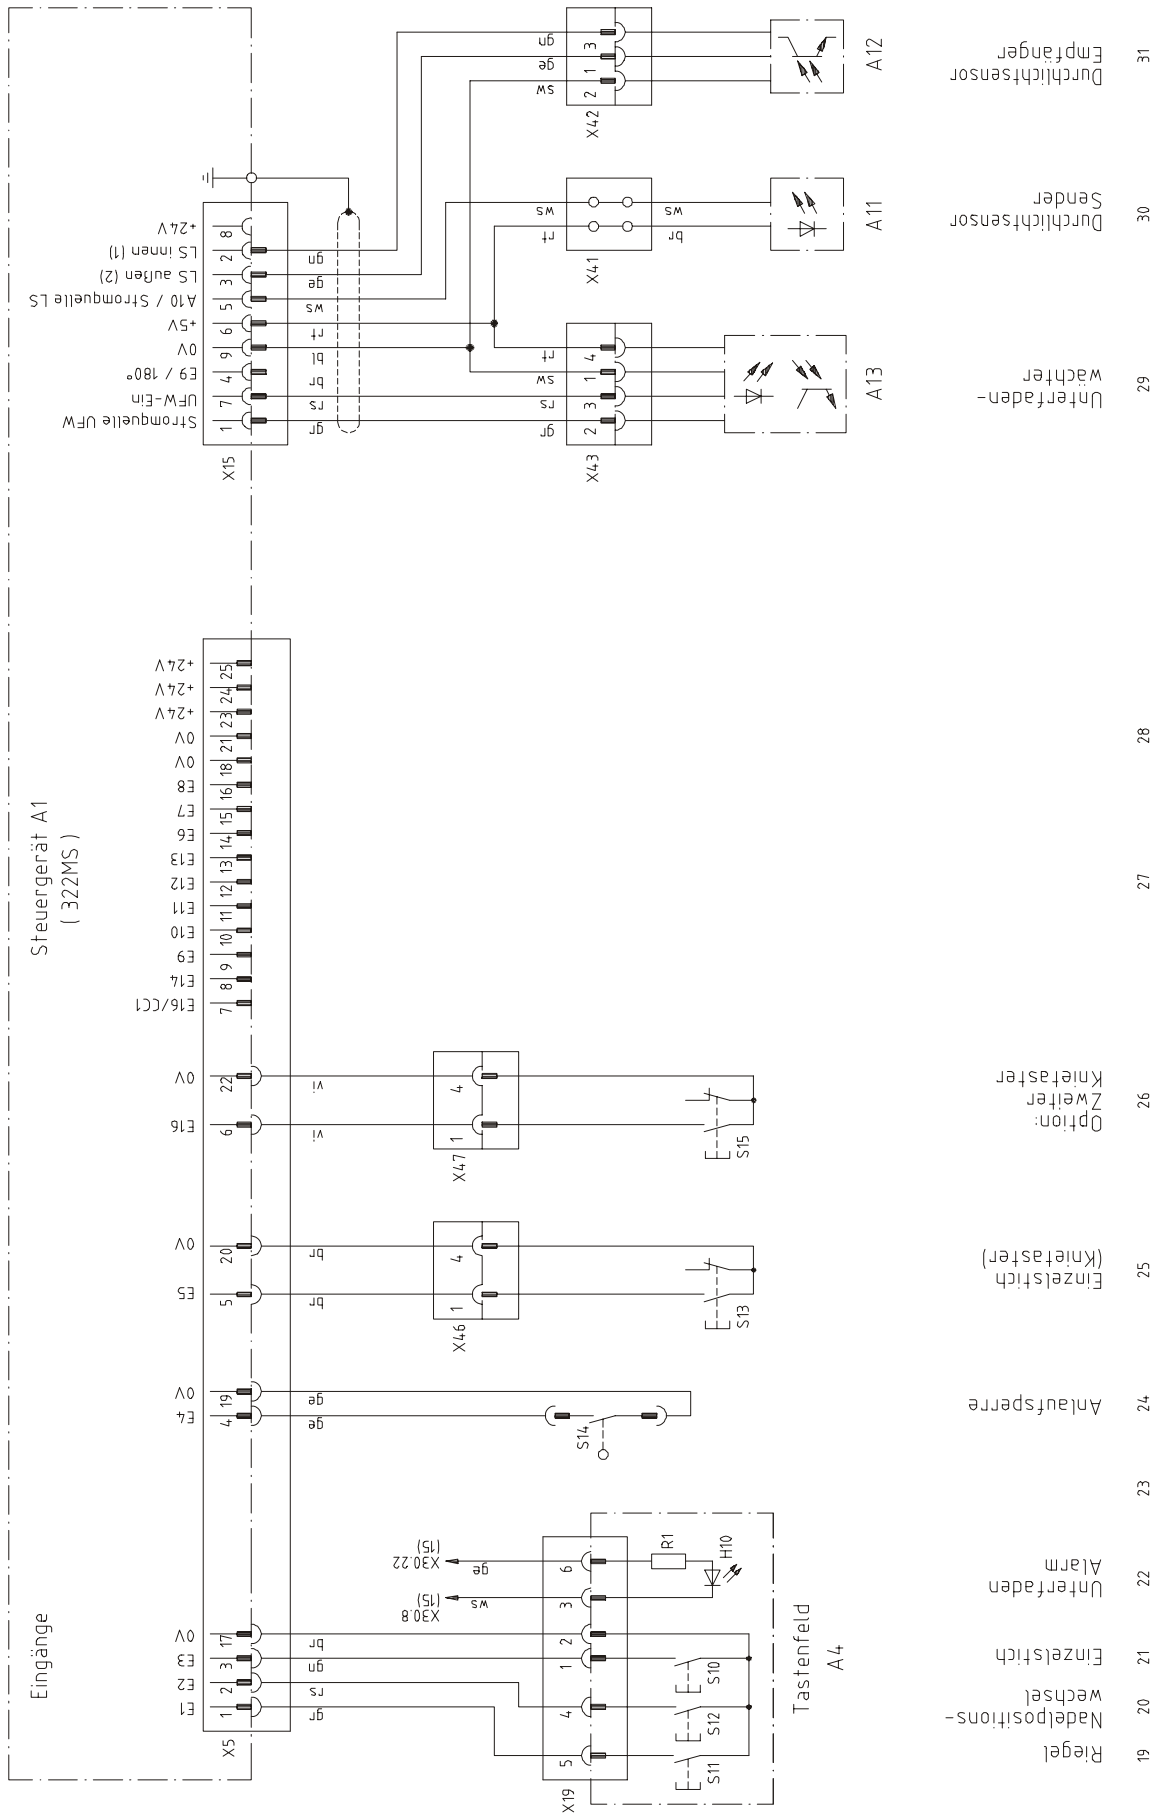 Eingänge
Steuergerät A1
( 322MS )
X5
E1
1
gr
E2
2
rs
E3
3
gn
0V
17
br
E4
4
ge
0V
19
ge
E5
5
br
0V
20
br
E16
6
vi
0V
22
vi
E16/CC1
7
E14
8
E9
9
E10
10
E11
11
E12
12
E13
13
E6
14
E7
15
E8
16
0V
18
0V
21
+24V
23
+24V
24
+24V
25
X15
Stromquelle UFW
1
gr
UFW-Ein
7
rs
E9 / 180°
4
br
0V
9
bl
+5V
6
rt
A10 / Stromquelle LS
5
ws
LS außen (2)
3
ge
LS innen (1)
2
gn
+24V
8
X19
5
4
1
2
3
6
X30.8
(15)
ws
X30.22
(15)
ge
S11
S12
S10
R1
H10
Tastenfeld
A4
S14
X46
1
4
S13
X47
1
4
S15
X43
gr
2
rs
3
sw
1
rt
4
A13
X41
rt
ws
br
ws
A11
X42
sw
2
ge
1
gn
3
A12
Riegel
19
Nadelpositions-
wechsel
20
Einzelstich
21
Unterfaden
Alarm
22
23
Anlaufsperre
24
Einzelstich
(Knietaster)
25
Option:
Zweiter
Knietaster
26
27
28
Unterfaden-
wächter
29
Durchlichtsensor
Sender
30
Durchlichtsensor
Empfänger
31